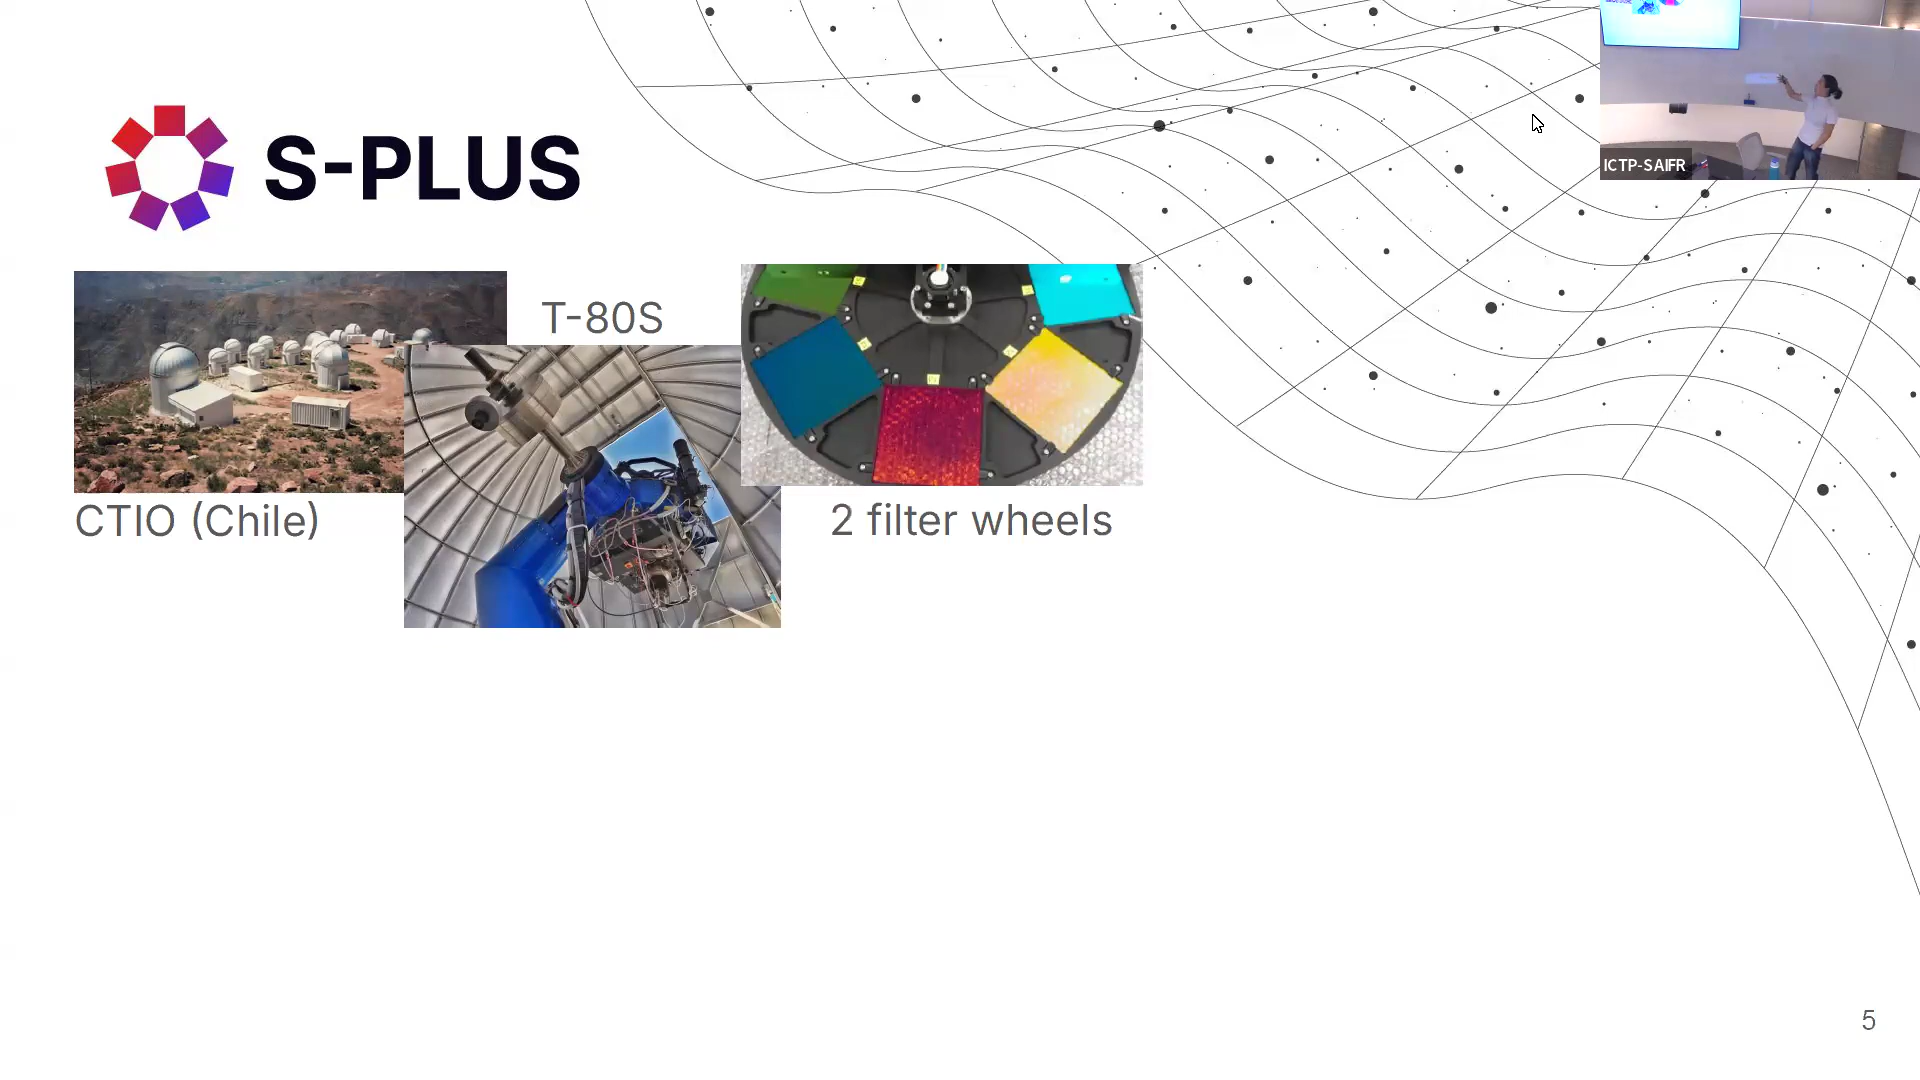 S-PLUS
T-80S
CTIO (Chile)
2 filter wheels
ICTP-SAIFR
5